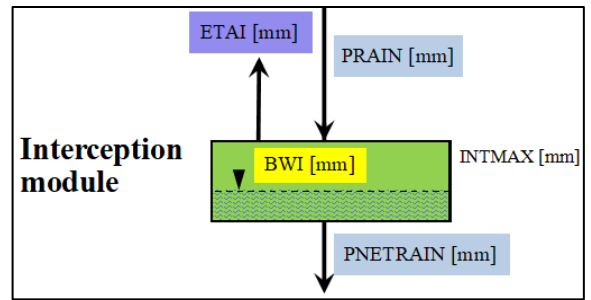 ETAI [mm]
PRAIN [mm]
Interception
module
BWI [mm]
INTMAX [mm]
PNETRAIN [mm]